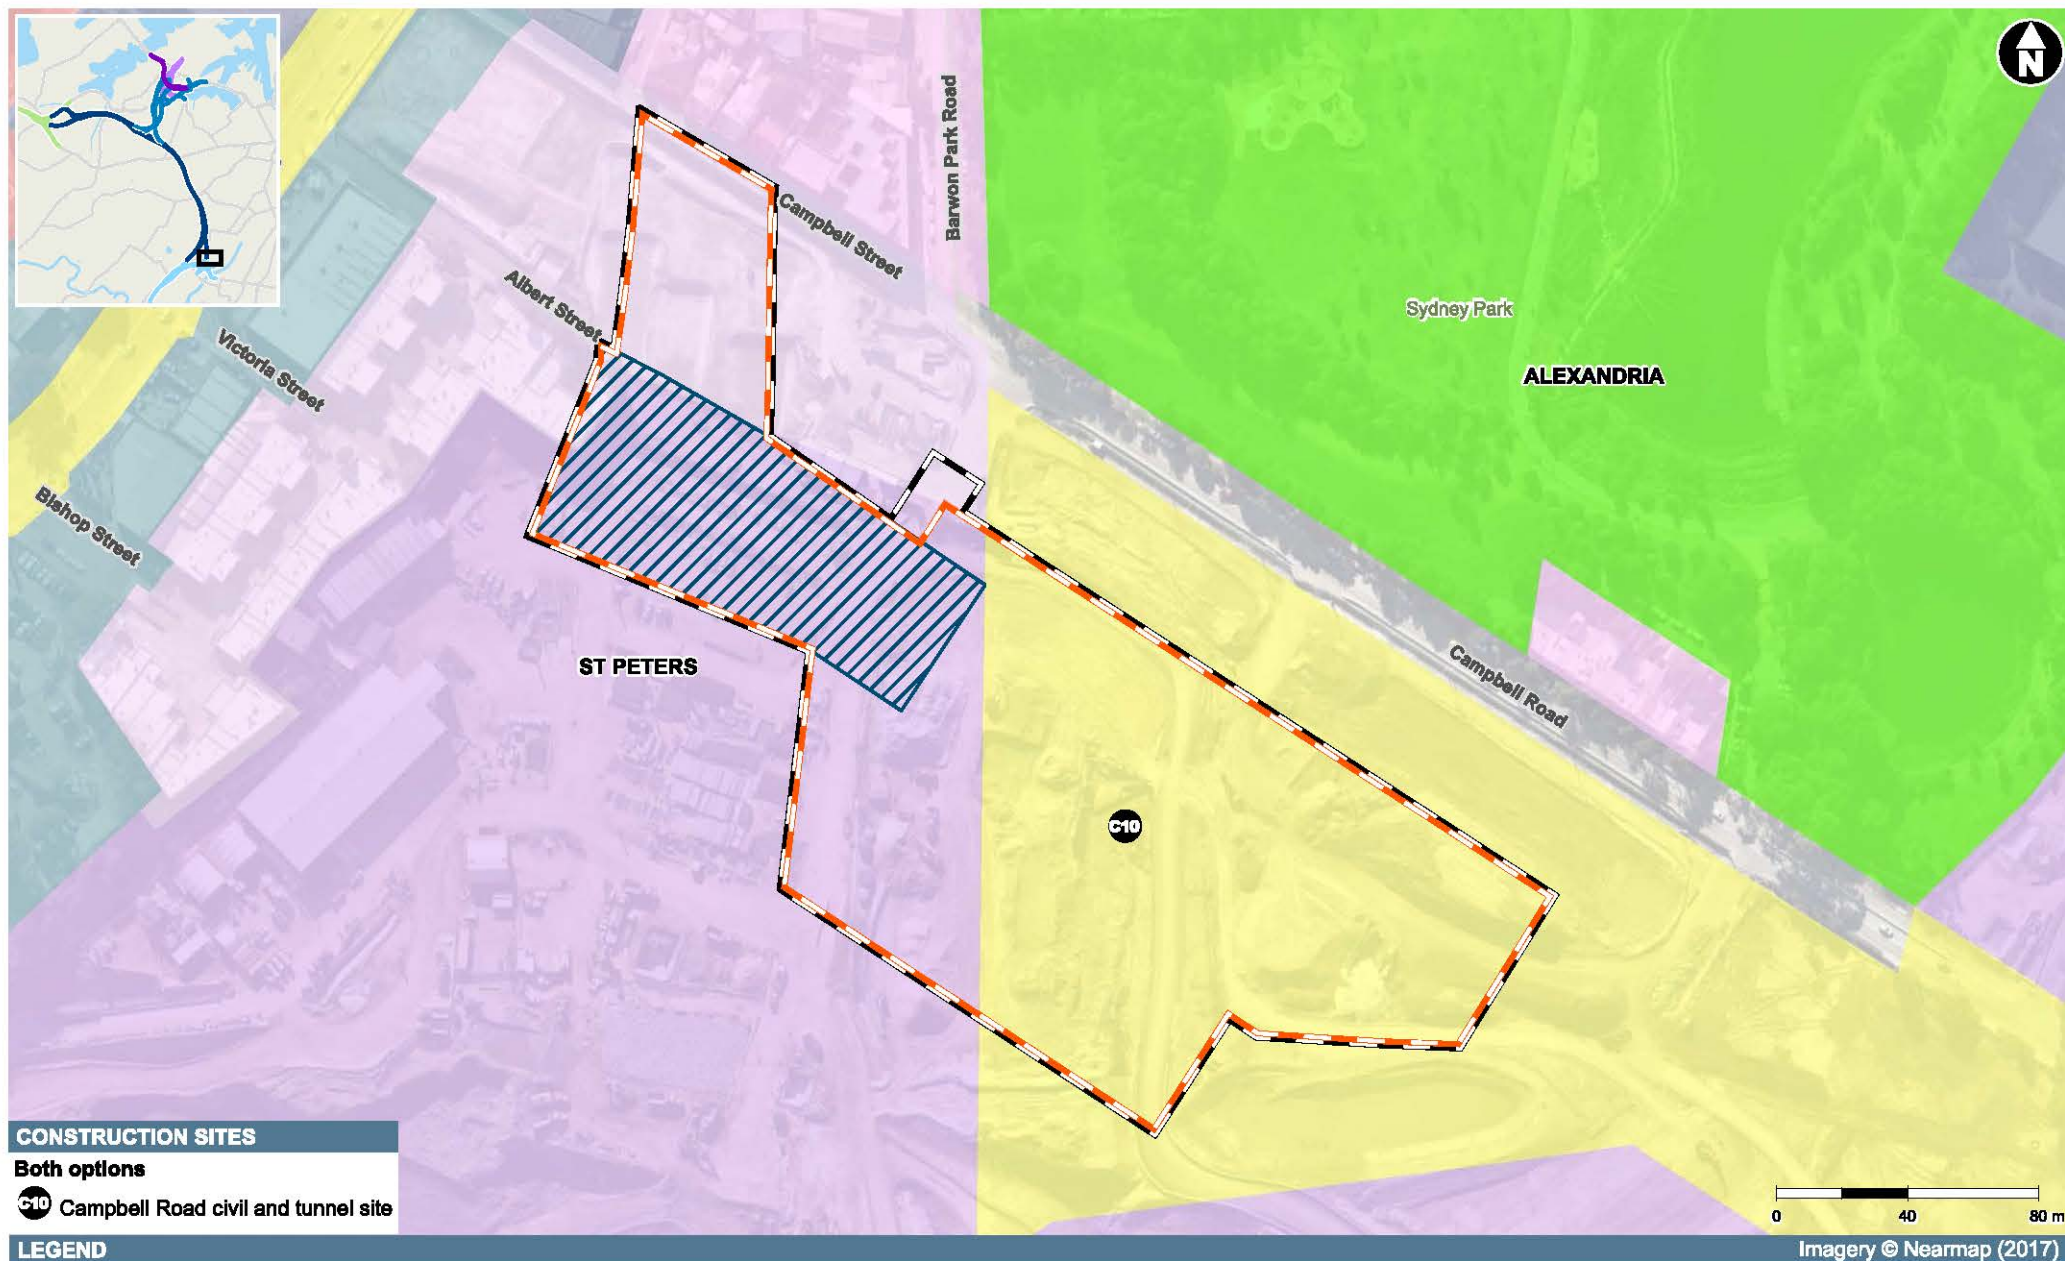 N
Barwon Park Road
Campbell Street
Albert Street
Sydney Park
Victoria Street
ALEXANDRIA
Bishop Street
ST PETERS
Campbell Road
C10
CONSTRUCTION SITES
Both options
C10 Campbell Road civil and tunnel site
0 40 80 m
LEGEND
Imagery © Nearmap (2017)